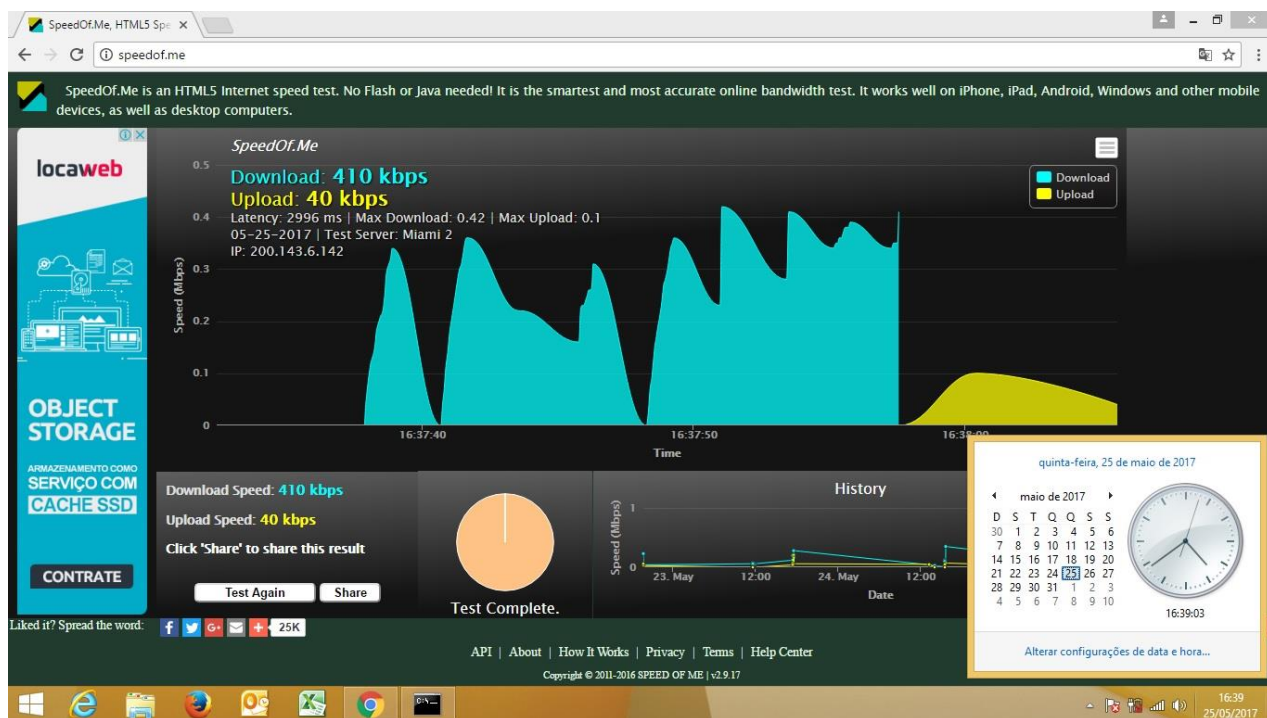 SpeedOf.Me, HTML5 Spe
speedof.me
SpeedOf.Me is an HTML5 Internet speed test. No Flash or Java needed! It is the smartest and most accurate online bandwidth test. It works well on iPhone, iPad, Android, Windows and other mobile
devices, as well as desktop computers.
locaweb
OBJECT
STORAGE
ARMAZENAMENTO COMO
SERVIÇO COM
CACHE SSD
CONTRATE
SpeedOf.Me
Download: 410 kbps
Upload: 40 kbps
Latency: 2996 ms | Max Download: 0.42 | Max Upload: 0.1
05-25-2017 | Test Server: Miami 2
IP: 200.143.6.142
Download
Upload
Speed (Mbps)
0.5
0.4
0.3
0.2
0.1
0
16:37:40 16:37:50 16:38:00
Time
Download Speed: 410 kbps
Upload Speed: 40 kbps
Click 'Share' to share this result
Test Again Share
Test Complete.
History
Speed (Mbps)
1
0
23. May 12:00 24. May 12:00
Date
quinta-feira, 25 de maio de 2017
maio de 2017
D S T Q Q S S
30 1 2 3 4 5 6
7 8 9 10 11 12 13
14 15 16 17 18 19 20
21 22 23 24 25 26 27
28 29 30 31 1 2 3
4 5 6 7 8 9 10
16:39:03
Alterar configurações de data e hora...
Liked it? Spread the word: 25K
API | About | How It Works | Privacy | Terms | Help Center
Copyright © 2011-2016 SPEED OF ME | v2.9.17
16:39
25/05/2017